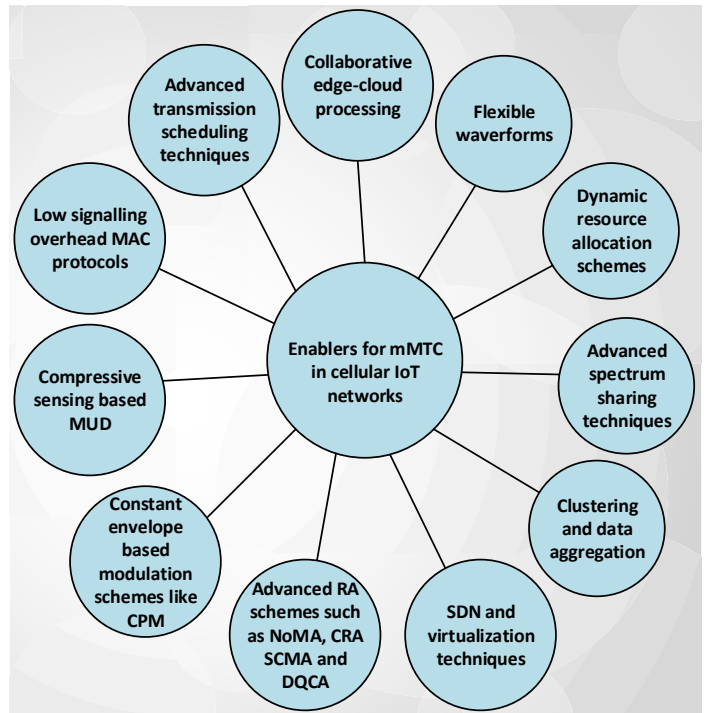 Collaborative
edge-cloud
processing
Advanced
transmission
scheduling
techniques
Flexible
waverforms
Low signalling
overhead MAC
protocols
Dynamic
resource
allocation
schemes
Enablers for mMTC
in cellular IoT
networks
Compressive
sensing based
MUD
Advanced
spectrum
sharing
techniques
Constant
envelope
based
modulation
schemes like
CPM
Clustering
and data
aggregation
Advanced RA
schemes such
as NoMA, CRA
SCMA and
DQCA
SDN and
virtualization
techniques